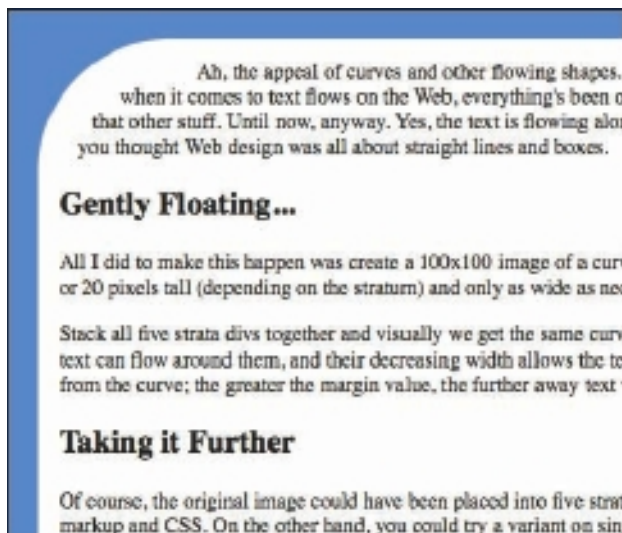 Ah, the appeal of curves and other flowing shapes.
when it comes to text flows on the Web, everything's been
that other stuff. Until now, anyway. Yes, the text is flowing
you thought Web design was all about straight lines and boxes.
Gently Floating...
All I did to make this happen was create a 100x100 image of a
or 20 pixels tall (depending on the stratum) and only as wide as
Stack all five strata divs together and visually we get the same
text can flow around them, and their decreasing width allows the
from the curve; the greater the margin value, the further away text
Taking it Further
Of course, the original image could have been placed into five
markup and CSS. On the other hand, you could try a variant on